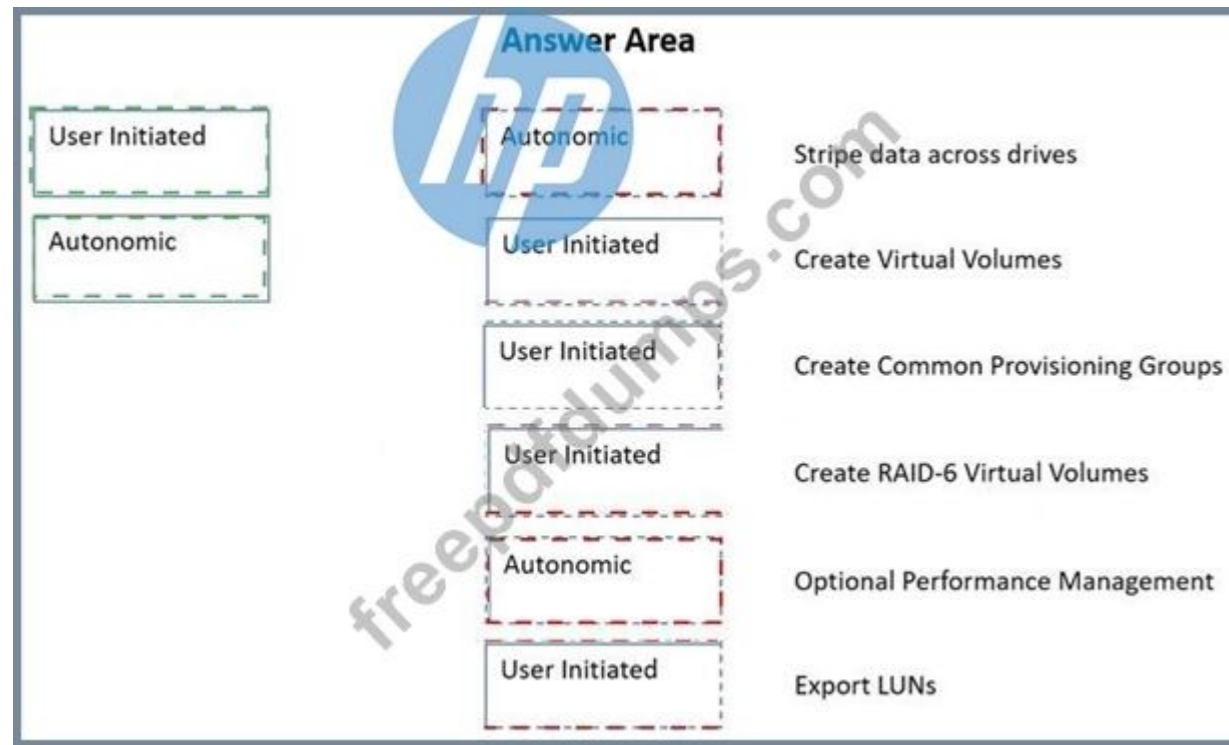 Answer Area
User Initiated
Autonomic
Autonomic Stripe data across drives
User Initiated Create Virtual Volumes
User Initiated Create Common Provisioning Groups
User Initiated Create RAID-6 Virtual Volumes
Autonomic Optional Performance Management
User Initiated Export LUNs
hp
freepdfdumps.com